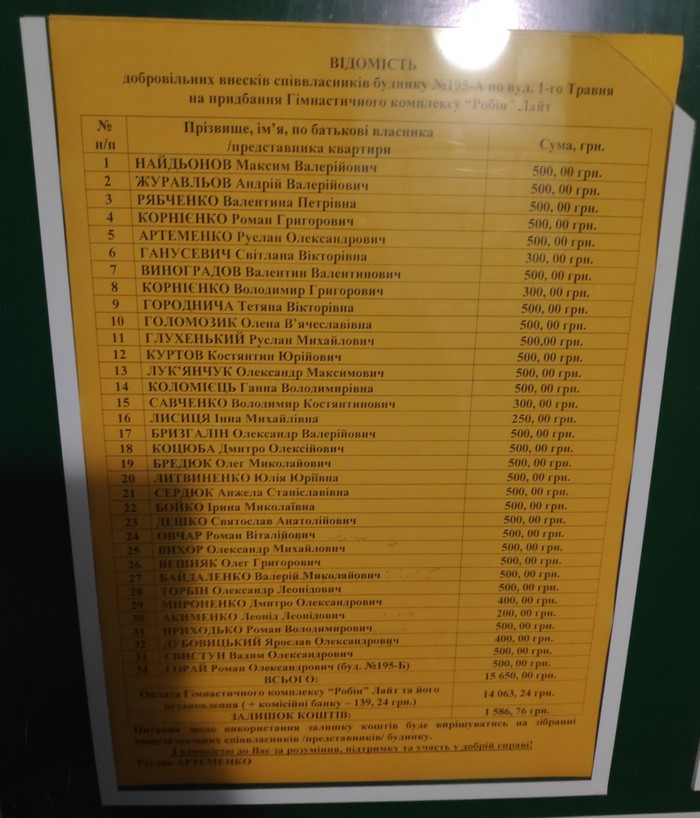 ВІДОМІСТЬ
добровільних внесків співвласників будинку №195-А по вул. 1-го Травня
на придбання Гімнастичного комплексу “Робін” Лайт
№ п/п Прізвище, ім’я, по батькові власника /представника квартири Сума, грн.
1 НАЙДЬОНОВ Максим Валерійович 500, 00 грн.
2 ЖУРАВЛЬОВ Андрій Валерійович 500, 00 грн.
3 РЯБЧЕНКО Валентина Петрівна 500, 00 грн.
4 КОРНІЄНКО Роман Григорович 500, 00 грн.
5 АРТЕМЕНКО Руслан Олександрович 500, 00 грн.
6 ГАНУСЕВИЧ Світлана Вікторівна 300, 00 грн.
7 ВИНОГРАДОВ Валентин Валентинович 500, 00 грн.
8 КОРНІЄНКО Володимир Григорович 300, 00 грн.
9 ГОРОДНИЧА Тетяна Вікторівна 500, 00 грн.
10 ГОЛОМОЗИК Олена В’ячеславівна 500, 00 грн.
11 ГЛУХЕНЬКИЙ Руслан Михайлович 500,00 грн.
12 КУРТОВ Костянтин Юрійович 500, 00 грн.
13 ЛУК’ЯНЧУК Олександр Максимович 500, 00 грн.
14 КОЛОМІЄЦЬ Ганна Володимирівна 500, 00 грн.
15 САВЧЕНКО Володимир Костянтинович 300, 00 грн.
16 ЛИСИЦЯ Інна Михайлівна 250, 00 грн.
17 БРИЗГАЛІН Олександр Валерійович 500, 00 грн.
18 КОЦЮБА Дмитро Олексійович 500, 00 грн.
19 БРЕДЮК Олег Миколайович 500, 00 грн.
20 ЛИТВИНЕНКО Юлія Юріївна 500, 00 грн.
21 СЕРДЮК Анжела Станіславівна 500, 00 грн.
22 БОЙКО Ірина Миколаївна 500, 00 грн.
23 ДЕШКО Святослав Анатолійович 500, 00 грн.
24 ОВЧАР Роман Віталійович 500, 00 грн.
25 ВИХОР Олександр Михайлович 500, 00 грн.
26 ВЕШНЯК Олег Григорович 500, 00 грн.
27 БАЙДАЛЕНКО Валерій Миколайович 500, 00 грн.
28 ТОРБІН Олександр Леонідович 500, 00 грн.
29 МИРОНЕНКО Дмитро Олександрович 400, 00 грн.
30 АКИМЕНКО Леонід Леонідович 200, 00 грн.
31 ПРИХОДЬКО Роман Володимирович 500, 00 грн.
32 ЛУБОВИЦЬКИЙ Ярослав Олександрович 400, 00 грн.
33 СВИСТУН Вадим Олександрович 500, 00 грн.
34 ГОРАЙ Роман Олександрович (буд. №195-Б) 500, 00 грн.
ВСЬОГО: 15 650, 00 грн.
Оплата Гімнастичного комплексу “Робін” Лайт та його 14 063, 24 грн.
встановлення ( + комісійні банку – 139, 24 грн.)
ЗАЛИШОК КОШТІВ: 1 586, 76 грн.
Питання щодо використання залишку коштів буде вирішуватись на зібранні
вищезазначених співвласників /представників/ будинку.
З вдячністю до Вас за розуміння, підтримку та участь у добрій справі!
Руслан АРТЕМЕНКО